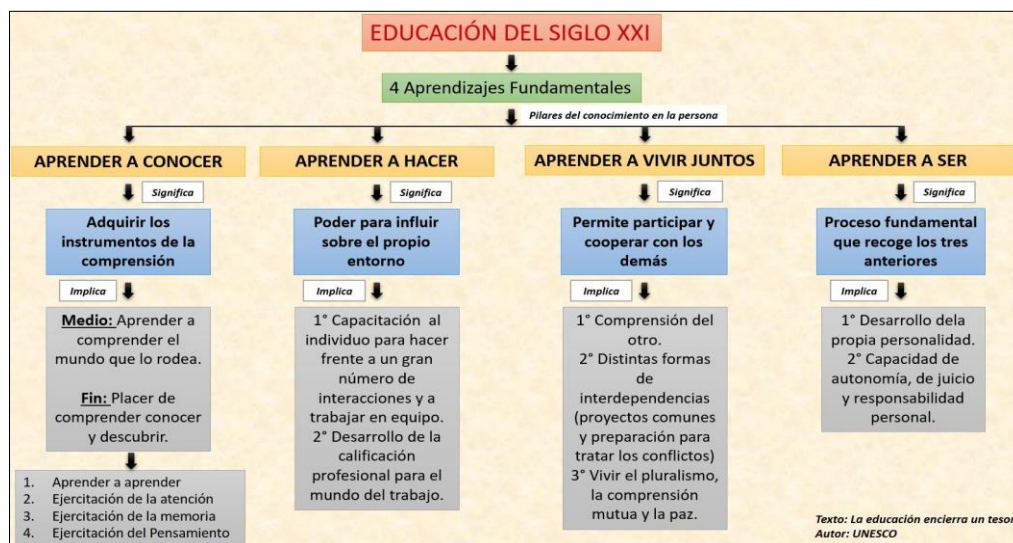 EDUCACIÓN DEL SIGLO XXI
4 Aprendizajes Fundamentales
Pilares del conocimiento en la persona
APRENDER A CONOCER
Significa
Adquirir los
instrumentos de la
comprensión
Implica
Medio: Aprender a
comprender el
mundo que lo rodea.
Fin: Placer de
comprender conocer
y descubrir.
1. Aprender a aprender
2. Ejercitación de la atención
3. Ejercitación de la memoria
4. Ejercitación del Pensamiento
APRENDER A HACER
Significa
Poder para influir
sobre el propio
entorno
Implica
1° Capacitación al
individuo para hacer
frente a un gran
número de
interacciones y a
trabajar en equipo.
2° Desarrollo de la
calificación
profesional para el
mundo del trabajo.
APRENDER A VIVIR JUNTOS
Significa
Permite participar y
cooperar con los
demás
Implica
1° Comprensión del
otro.
2° Distintas formas
de
interdependencias
(proyectos comunes
y preparación para
tratar los conflictos)
3° Vivir el pluralismo,
la comprensión
mutua y la paz.
APRENDER A SER
Significa
Proceso fundamental
que recoge los tres
anteriores
Implica
1° Desarrollo dela
propia personalidad.
2° Capacidad de
autonomía, de juicio
y responsabilidad
personal.
Texto: La educación encierra un tesor
Autor: UNESCO